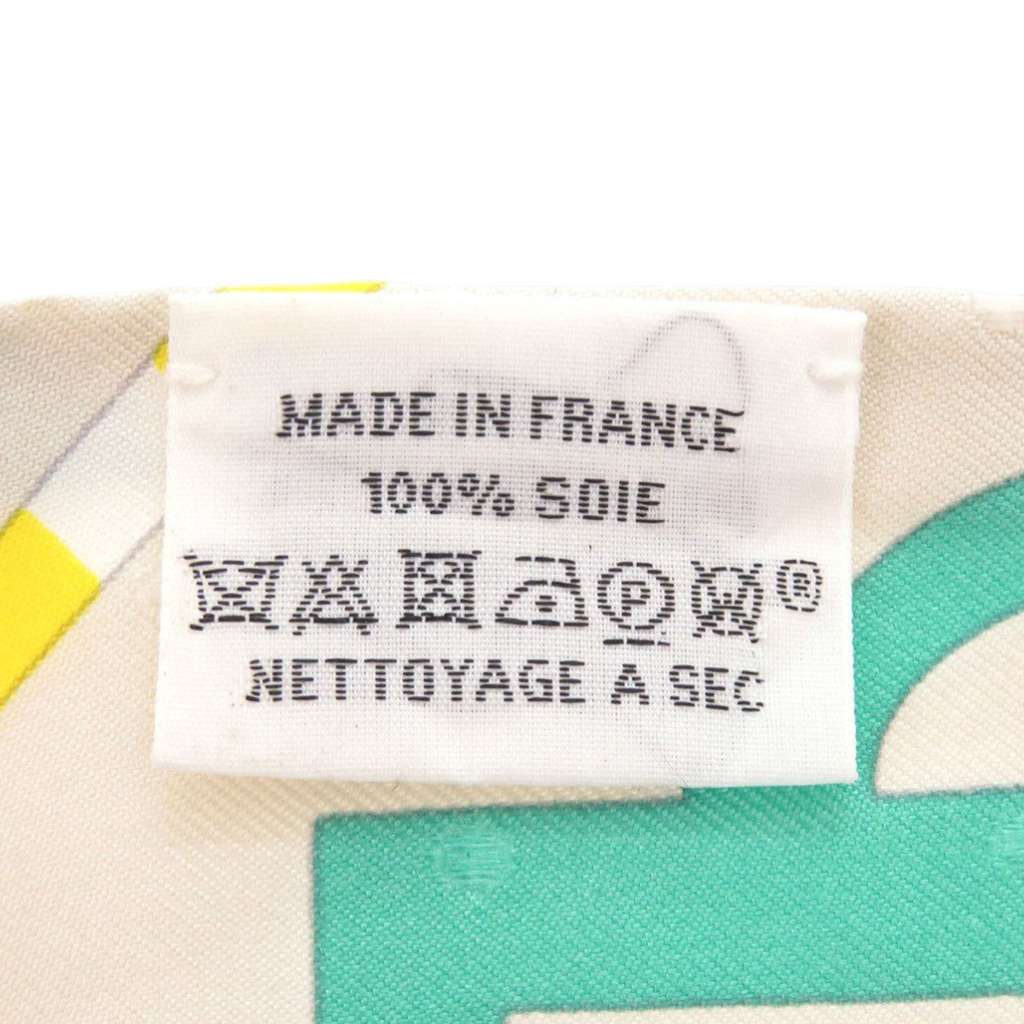 MADE IN FRANCE
100% SOIE
P ®
NETTOYAGE A SEC